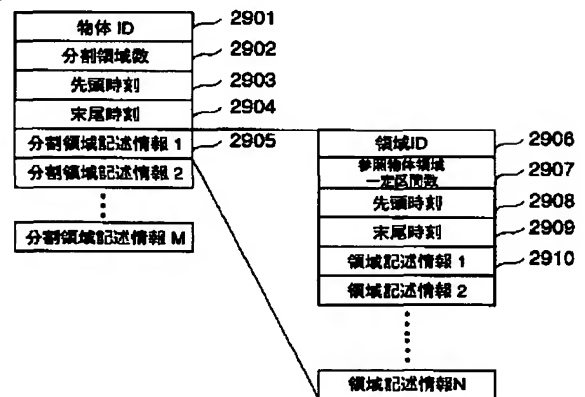 物体 ID 2901
分割領域数 2902
先頭時刻 2903
末尾時刻 2904
分割領域記述情報 1 2905
分割領域記述情報 2
分割領域記述情報 M
領域ID 2906
参照物体領域
一定区間数 2907
先頭時刻 2908
末尾時刻 2909
領域記述情報 1 2910
領域記述情報 2
領域記述情報N